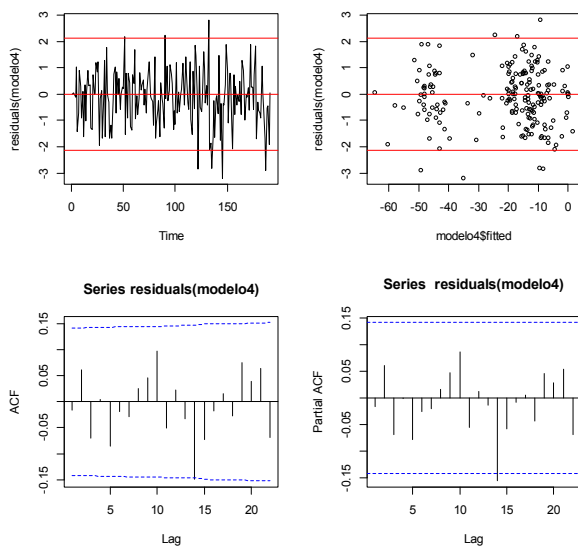 residuals(modelo4)
3
2
1
0
-1
-2
-3
0 50 100 150
Time
residuals(modelo4)
3
2
1
0
-1
-2
-3
-60 -50 -40 -30 -20 -10 0
modelo4$fitted
Series residuals(modelo4)
ACF
0.15
0.05
-0.05
-0.15
5 10 15 20
Lag
Series residuals(modelo4)
Partial ACF
0.15
0.05
-0.05
-0.15
5 10 15 20
Lag